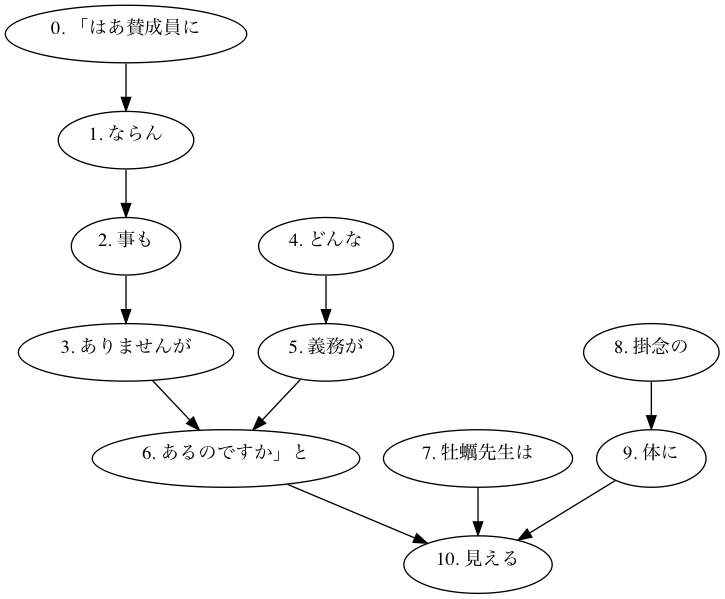 0. 「はあ賛成員に
1. ならん
2. 事も
4. どんな
3. ありませんが
5. 義務が
8. 掛念の
6. あるのですか」と
7. 牡蠣先生は
9. 体に
10. 見える